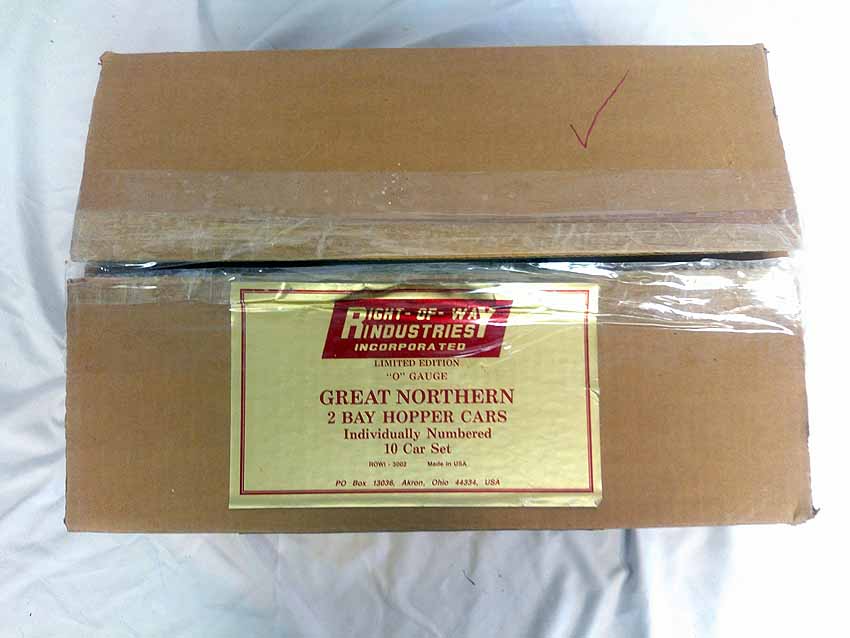 RIGHT-OF-WAY
INDUSTRIES
INCORPORATED
LIMITED EDITION
"O" GAUGE
GREAT NORTHERN
2 BAY HOPPER CARS
Individually Numbered
10 Car Set
ROWI - 3002 Made in USA
PO Box 13036, Akron, Ohio 44334, USA